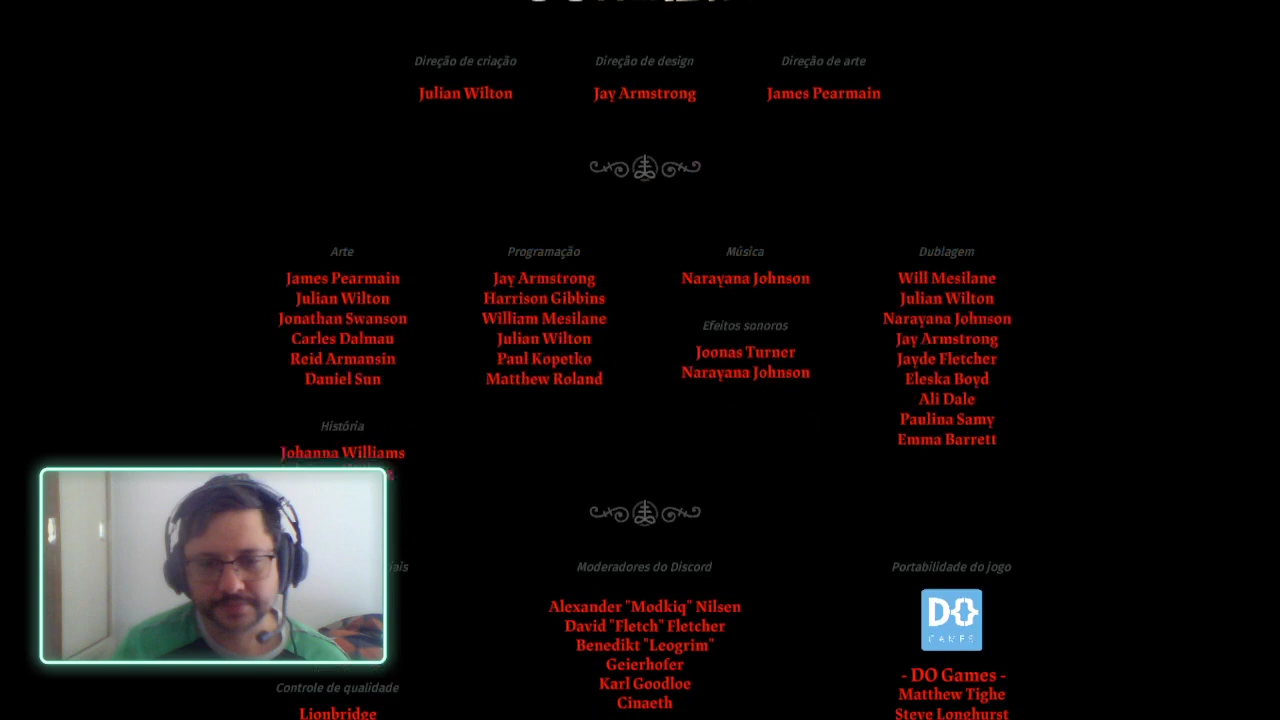 Direção de criação
Direção de design
Direção de arte
Julian Wilton
Jay Armstrong
James Pearmain
Arte
James Pearmain
Julian Wilton
Jonathan Swanson
Carles Dalmau
Reid Armansin
Daniel Sun
História
Johanna Williams
Programação
Jay Armstrong
Harrison Gibbins
William Mesilane
Julian Wilton
Paul Kopetko
Matthew Roland
Música
Narayana Johnson
Efeitos sonoros
Joonas Turner
Narayana Johnson
Dublagem
Will Mesilane
Julian Wilton
Narayana Johnson
Jay Armstrong
Jayde Fletcher
Eleska Boyd
Ali Dale
Paulina Samy
Emma Barrett
Controle de qualidade
Lionbridge
Moderadores do Discord
Alexander "Modkiq" Nilsen
David "Fletch" Fletcher
Benedikt "Leogrim"
Geierhofer
Karl Goodloe
Cinaeth
Portabilidade do jogo
DO
GAMES
- DO Games -
Matthew Tighe
Steve Longhurst